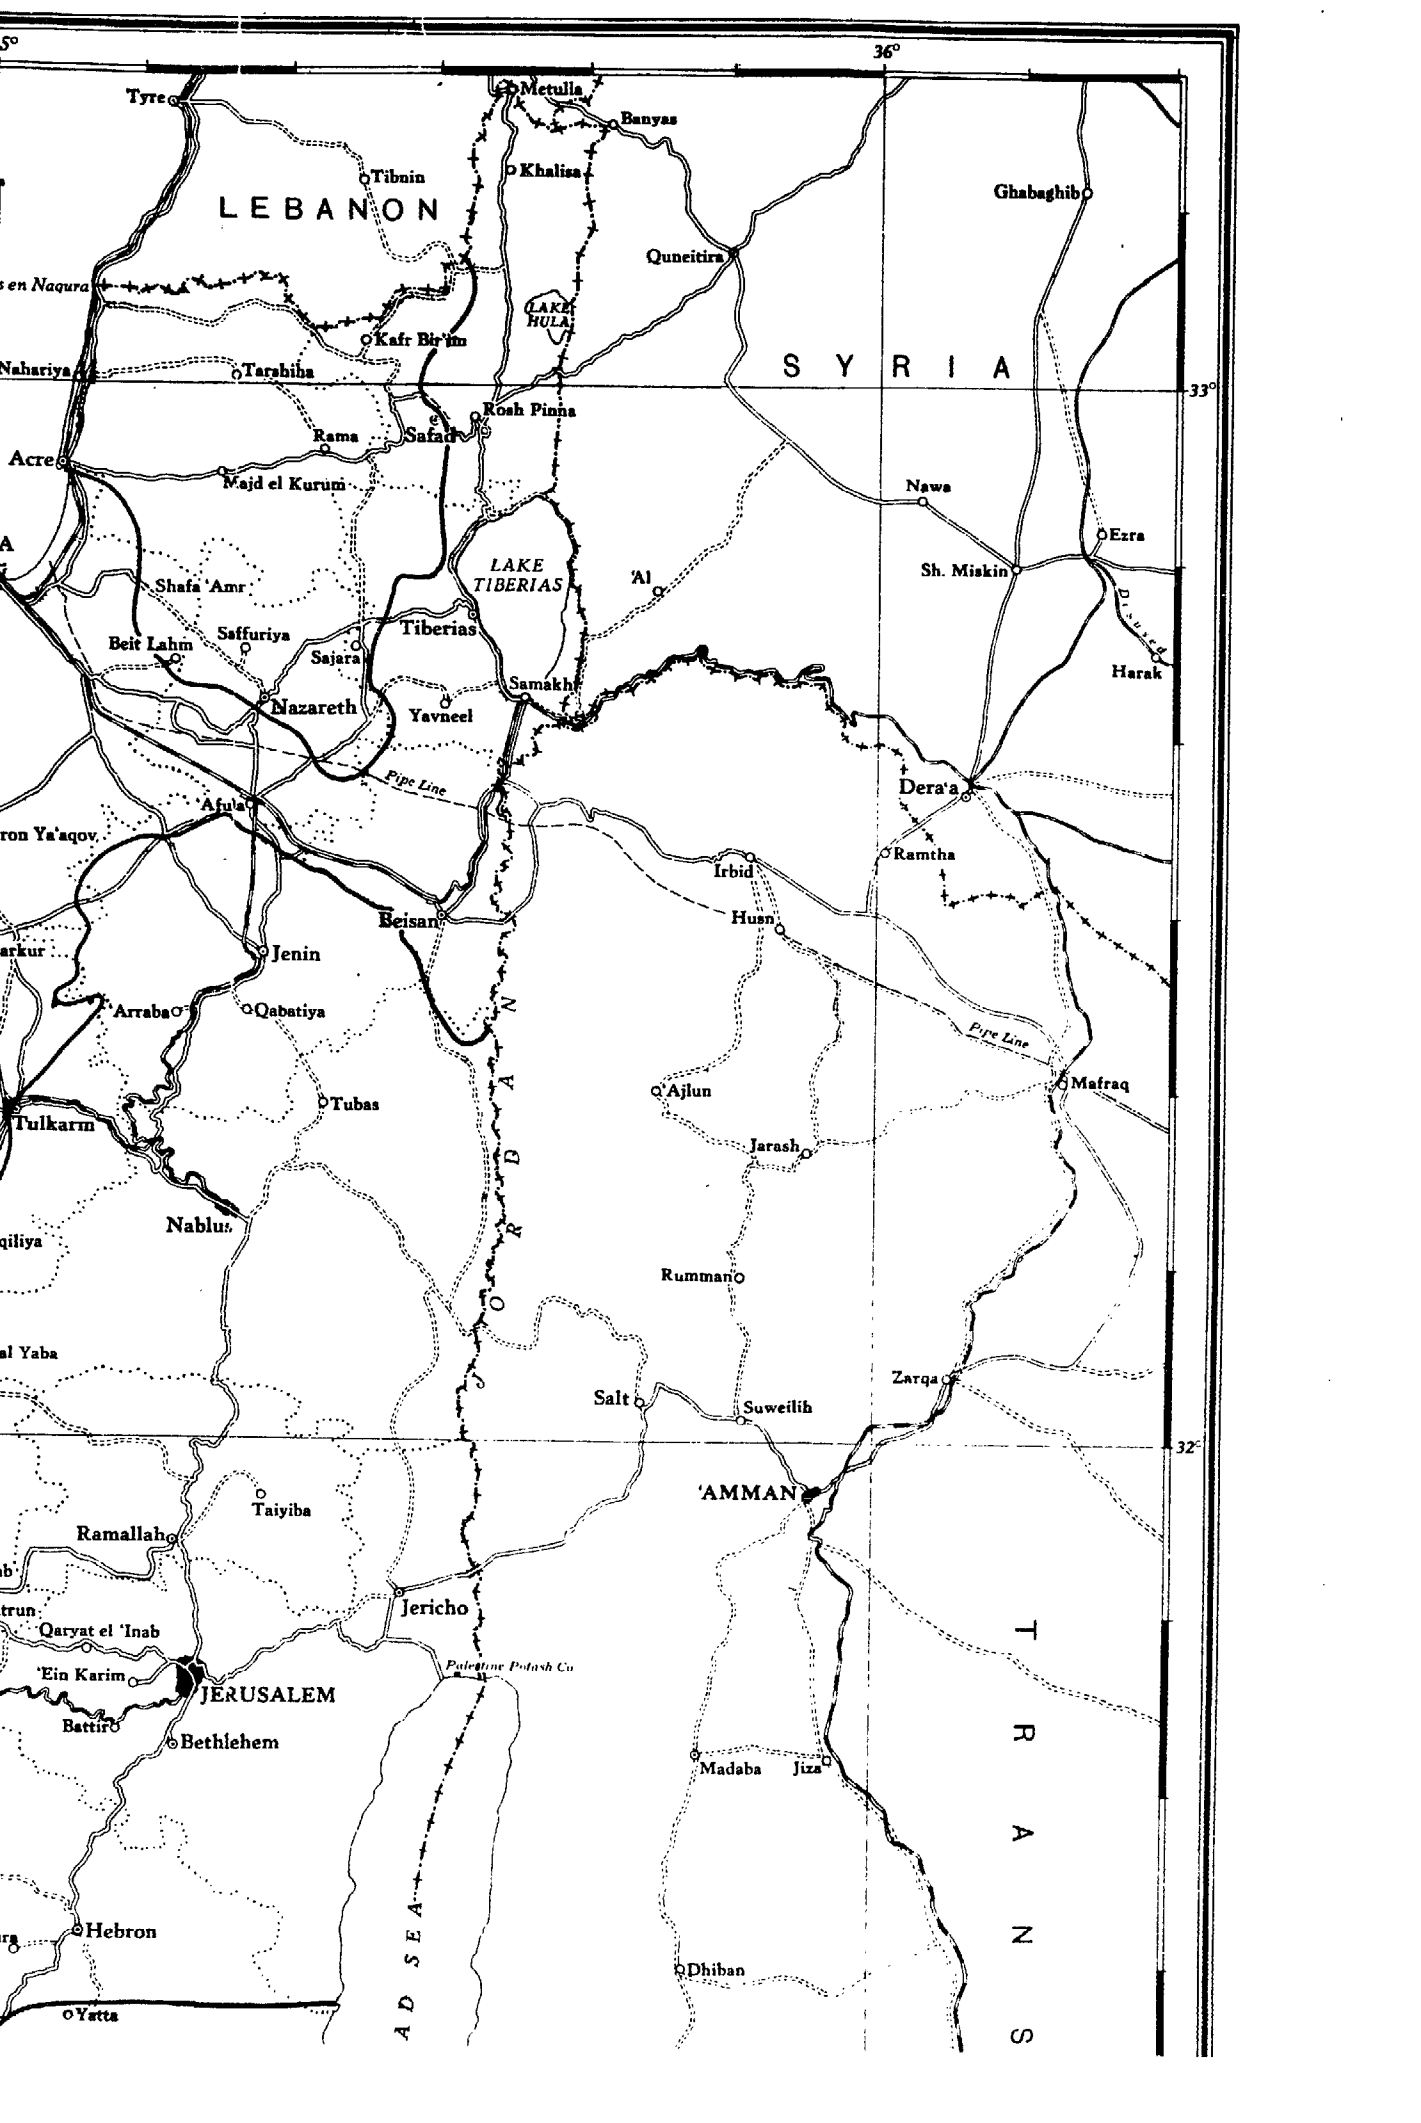 5°
36°
Tyre
Metulla
Banyas
Khalisa
Tibnin
Ghabaghib
LEBANON
Quneitira
s en Naqura
LAKE
HULA
Kafr Bir'im
Nahariya
Tarshiha
SYRIA
33°
Rosh Pinna
Safad
Rama
Acre
Majd el Kurum
Nawa
Ezra
A
LAKE
TIBERIAS
Sh. Miskin
'Al
Shafa 'Amr
Disused
Tiberias
Saffuriya
Beit Lahm
Sajara
Harak
Samakh
Nazareth
Yavneel
Pipe Line
Dera'a
'Afula
ron Ya'aqov
Ramtha
Irbid
Husn
Beisan
arkur
Jenin
'Arraba
Qabatiya
Pipe Line
Mafraq
'Ajlun
Tubas
Tulkarm
Jarash
JORDAN
Nablus
qiliya
Rumman
al Yaba
Zarqa
Salt
Suweilih
32°
'AMMAN
Taiyiba
Ramallah
ab
Jericho
trun
Qaryat el 'Inab
TRANS
Palestine Potash Co
'Ein Karim
JERUSALEM
Battir
Bethlehem
Madaba
Jiza
Hebron
ura
AD SEA
Dhiban
Yatta